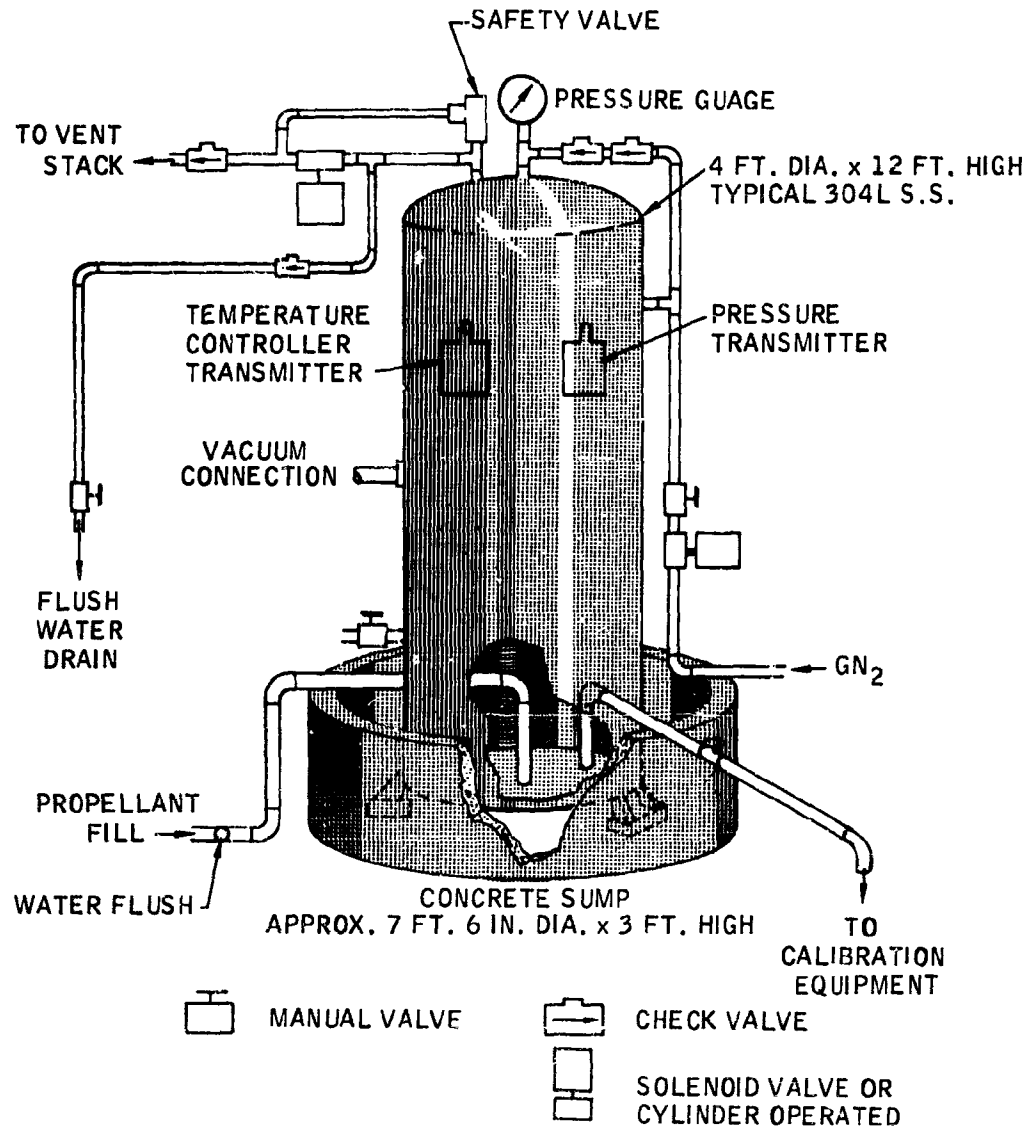 SAFETY VALVE
PRESSURE GUAGE
TO VENT
STACK
4 FT. DIA. x 12 FT. HIGH
TYPICAL 304L S.S.
TEMPERATURE
CONTROLLER
TRANSMITTER
PRESSURE
TRANSMITTER
VACUUM
CONNECTION
FLUSH
WATER
DRAIN
GN₂
PROPELLANT
FILL
WATER FLUSH
CONCRETE SUMP
APPROX. 7 FT. 6 IN. DIA. x 3 FT. HIGH
TO
CALIBRATION
EQUIPMENT
MANUAL VALVE
CHECK VALVE
SOLENOID VALVE OR
CYLINDER OPERATED